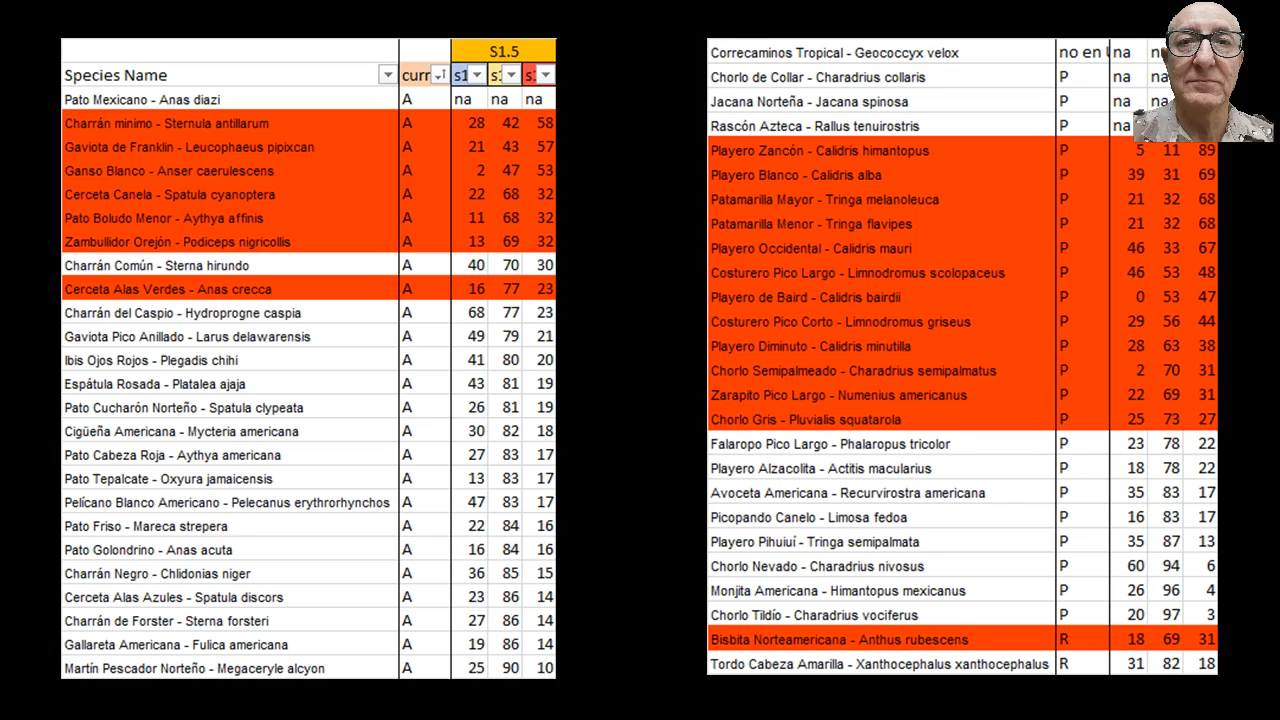 S1.5
Species Name curr s1 s: s:
Pato Mexicano - Anas diazi A na na na
Charrán minimo - Sternula antillarum A 28 42 58
Gaviota de Franklin - Leucophaeus pipixcan A 21 43 57
Ganso Blanco - Anser caerulescens A 2 47 53
Cerceta Canela - Spatula cyanoptera A 22 68 32
Pato Boludo Menor - Aythya affinis A 11 68 32
Zambullidor Orejón - Podiceps nigricollis A 13 69 32
Charrán Común - Sterna hirundo A 40 70 30
Cerceta Alas Verdes - Anas crecca A 16 77 23
Charrán del Caspio - Hydroprogne caspia A 68 77 23
Gaviota Pico Anillado - Larus delawarensis A 49 79 21
Ibis Ojos Rojos - Plegadis chihi A 41 80 20
Espátula Rosada - Platalea ajaja A 43 81 19
Pato Cucharón Norteño - Spatula clypeata A 26 81 19
Cigüeña Americana - Mycteria americana A 30 82 18
Pato Cabeza Roja - Aythya americana A 27 83 17
Pato Tepalcate - Oxyura jamaicensis A 13 83 17
Pelícano Blanco Americano - Pelecanus erythrorhynchos A 47 83 17
Pato Friso - Mareca strepera A 22 84 16
Pato Golondrino - Anas acuta A 16 84 16
Charrán Negro - Chlidonias niger A 36 85 15
Cerceta Alas Azules - Spatula discors A 23 86 14
Charrán de Forster - Sterna forsteri A 27 86 14
Gallareta Americana - Fulica americana A 19 86 14
Martín Pescador Norteño - Megaceryle alcyon A 25 90 10
Correcaminos Tropical - Geococcyx velox no en na
Chorlo de Collar - Charadrius collaris P na na
Jacana Norteña - Jacana spinosa P na na
Rascón Azteca - Rallus tenuirostris P na
Playero Zancón - Calidris himantopus P 5 11 89
Playero Blanco - Calidris alba P 39 31 69
Patamarilla Mayor - Tringa melanoleuca P 21 32 68
Patamarilla Menor - Tringa flavipes P 21 32 68
Playero Occidental - Calidris mauri P 46 33 67
Costurero Pico Largo - Limnodromus scolopaceus P 46 53 48
Playero de Baird - Calidris bairdii P 0 53 47
Costurero Pico Corto - Limnodromus griseus P 29 56 44
Playero Diminuto - Calidris minutilla P 28 63 38
Chorlo Semipalmeado - Charadrius semipalmatus P 2 70 31
Zarapito Pico Largo - Numenius americanus P 22 69 31
Chorlo Gris - Pluvialis squatarola P 25 73 27
Falaropo Pico Largo - Phalaropus tricolor P 23 78 22
Playero Alzacolita - Actitis macularius P 18 78 22
Avoceta Americana - Recurvirostra americana P 35 83 17
Picopando Canelo - Limosa fedoa P 16 83 17
Playero Pihuiuí - Tringa semipalmata P 35 87 13
Chorlo Nevado - Charadrius nivosus P 60 94 6
Monjita Americana - Himantopus mexicanus P 26 96 4
Chorlo Tildío - Charadrius vociferus P 20 97 3
Bisbita Norteamericana - Anthus rubescens R 18 69 31
Tordo Cabeza Amarilla - Xanthocephalus xanthocephalus R 31 82 18